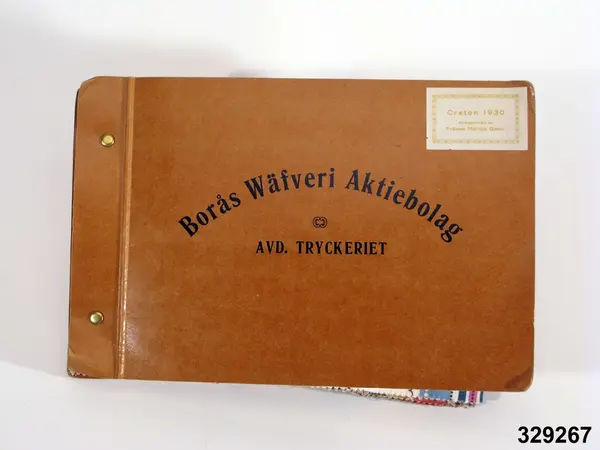 Creton 1930
Borås Wäfveri Aktiebolag
AVD. TRYCKERIET
329267